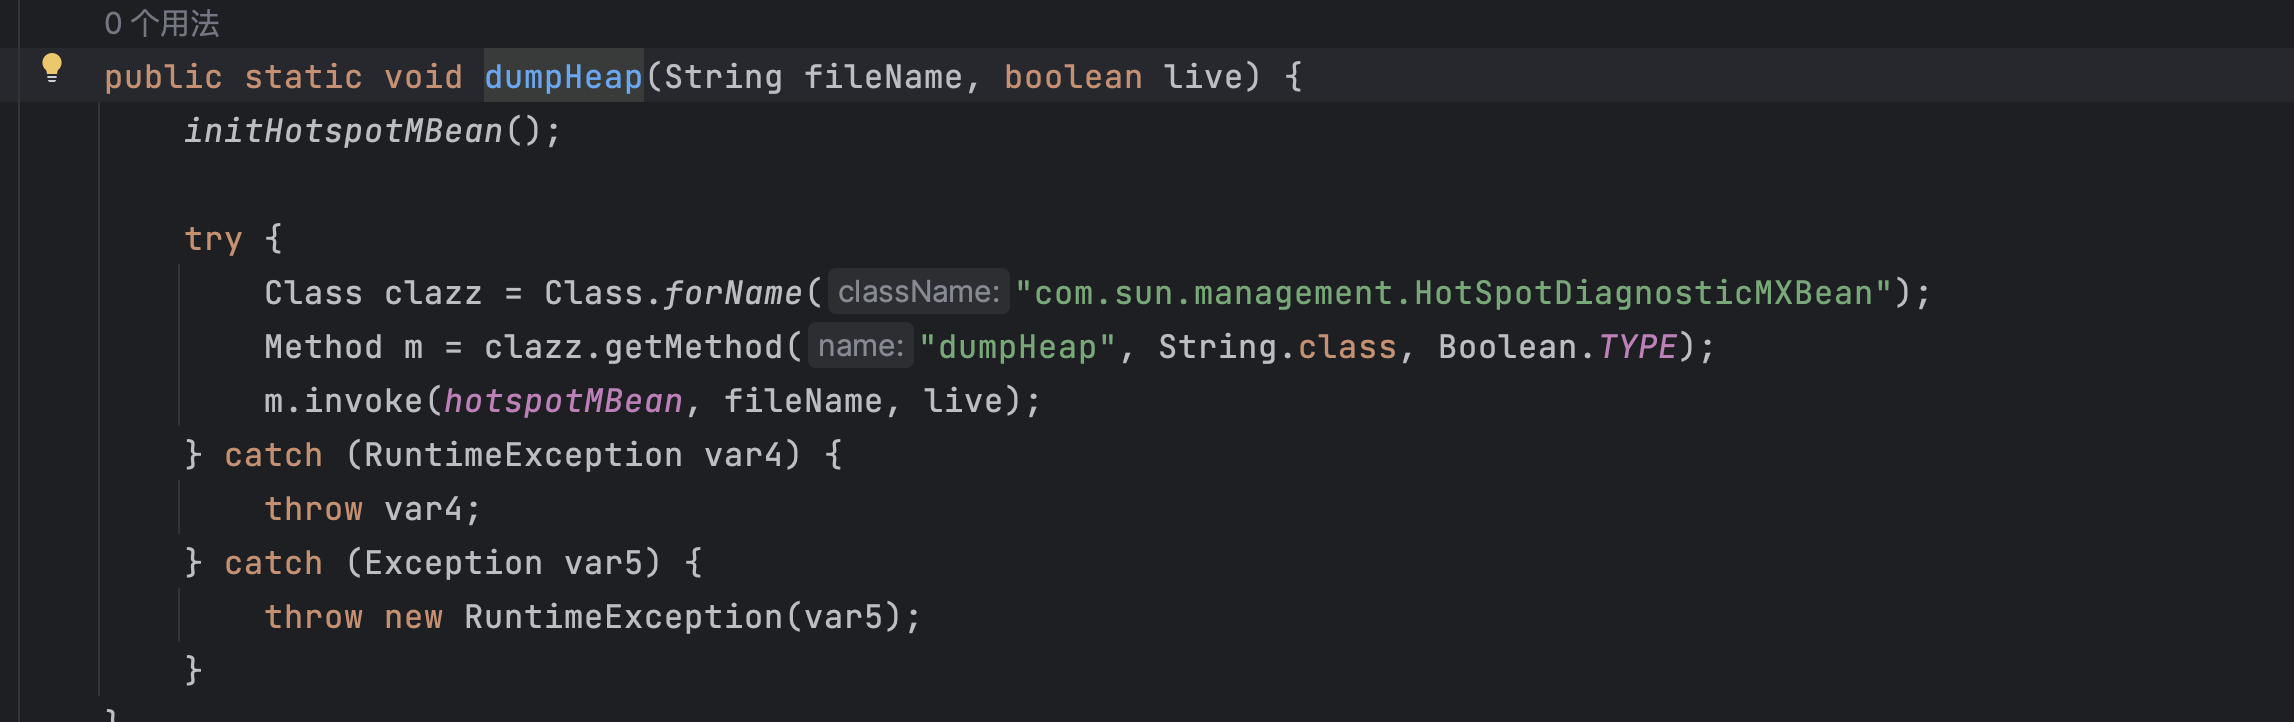 0 个用法
public static void dumpHeap(String fileName, boolean live) {
initHotspotMBean();
try {
Class clazz = Class.forName( className: "com.sun.management.HotSpotDiagnosticMXBean");
Method m = clazz.getMethod( name: "dumpHeap", String.class, Boolean.TYPE);
m.invoke(hotspotMBean, fileName, live);
} catch (RuntimeException var4) {
throw var4;
} catch (Exception var5) {
throw new RuntimeException(var5);
}
}